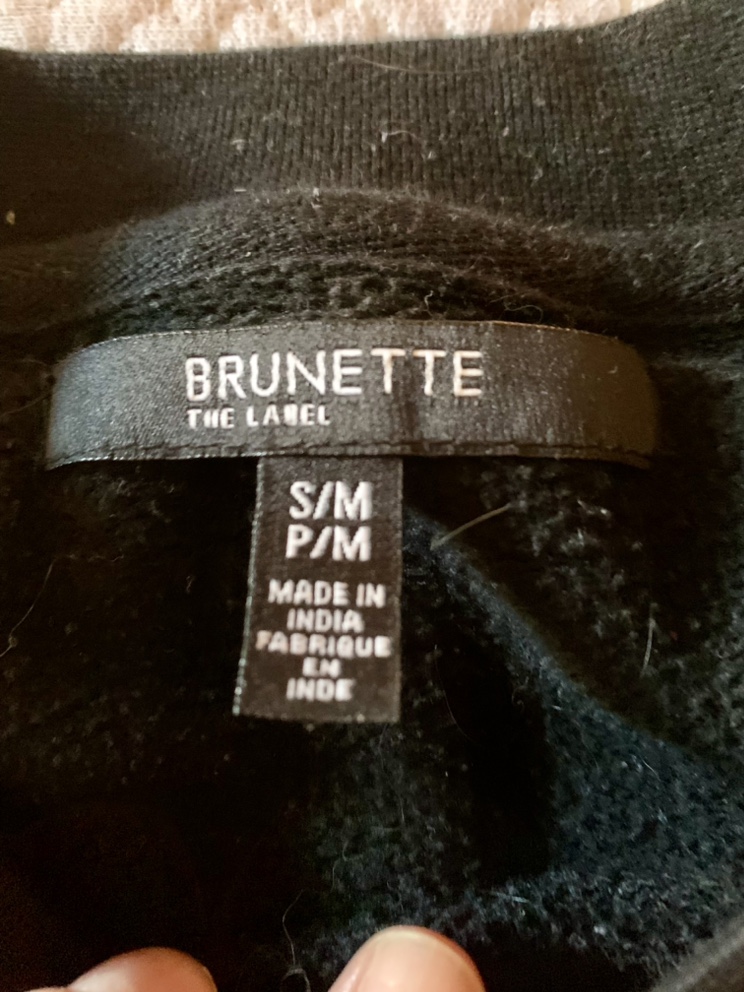 BRUNETTE
THE LABEL
S/M
P/M
MADE IN
INDIA
FABRIQUE
EN
INDE